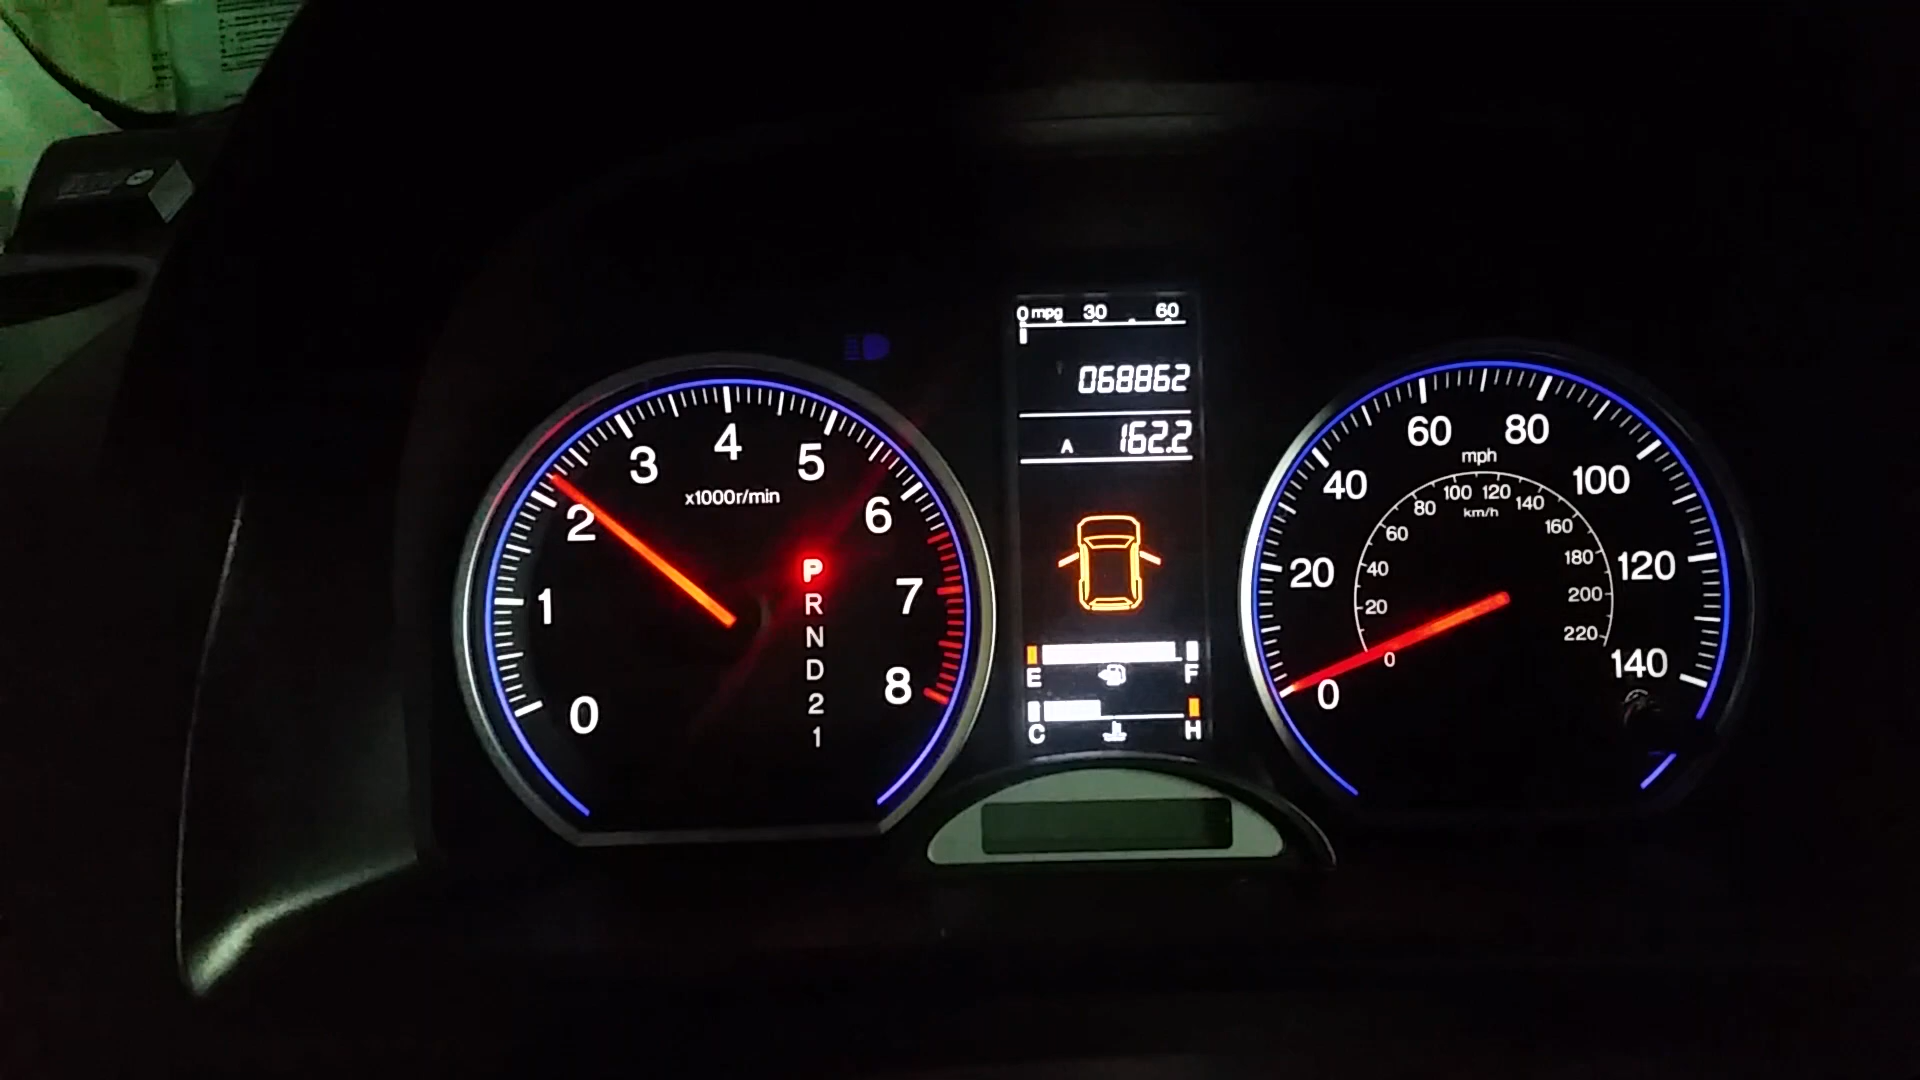 0 mpg 30 60
068862
A 162.2
E F
C H
0 1 2 3 4 5 6 7 8
x1000r/min
P
R
N
D
2
1
0 20 40 60 80 100 120 140
mph
0 20 40 60 80 100 120 140 160 180 200 220
km/h